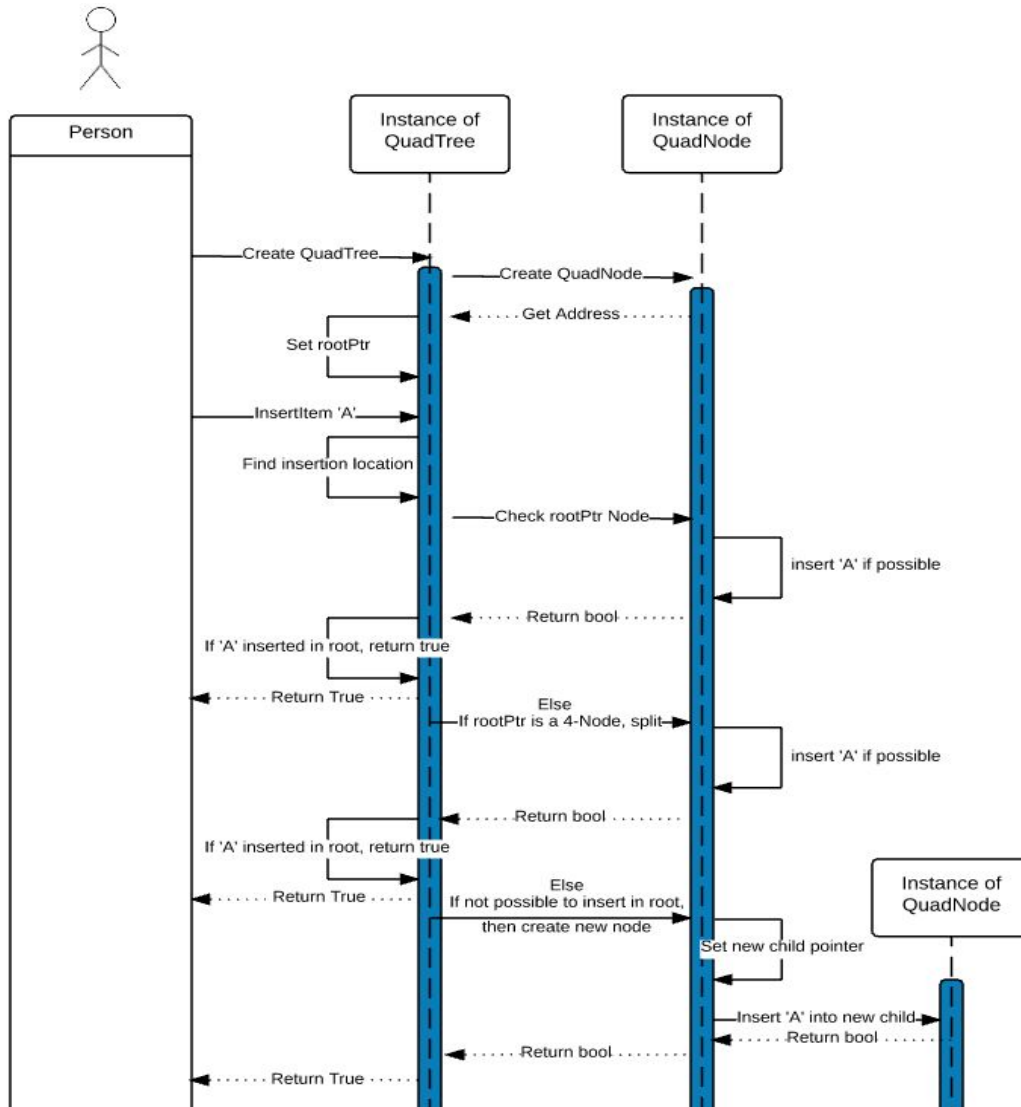 Person
Instance of
QuadTree
Instance of
QuadNode
Create QuadTree
Create QuadNode
Get Address
Set rootPtr
InsertItem 'A'
Find insertion location
Check rootPtr Node
insert 'A' if possible
Return bool
If 'A' inserted in root, return true
Return True
Else
If rootPtr is a 4-Node, split
insert 'A' if possible
Return bool
If 'A' inserted in root, return true
Return True
Else
If not possible to insert in root,
then create new node
Instance of
QuadNode
Set new child pointer
Insert 'A' into new child
Return bool
Return bool
Return True